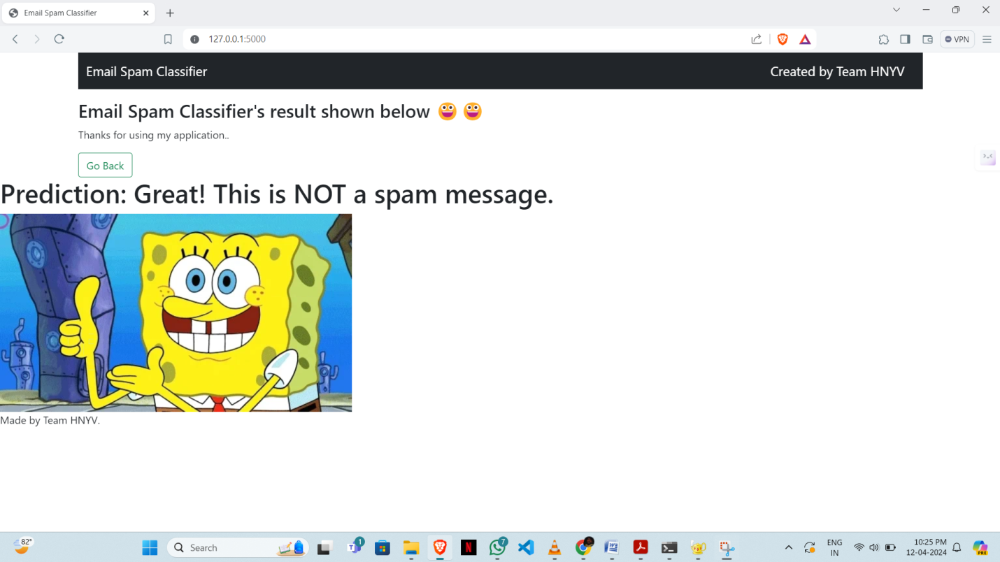 Email Spam Classifier
127.0.0.1:5000
VPN
Email Spam Classifier
Created by Team HNYV
Email Spam Classifier's result shown below 😀 😀
Thanks for using my application..
Go Back
Prediction: Great! This is NOT a spam message.
Made by Team HNYV.
82°
Search
1
7
ENG
IN
10:25 PM
12-04-2024
PRE